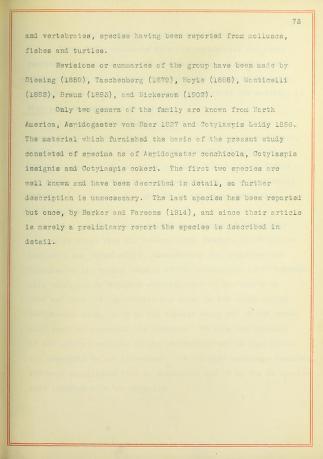 73
and vertebrates, species having been reported from molluscs,
fishes and turtles.
Revisions or summaries of the group have been made by
Diesing (1850), Taschenberg (1879), Hoyle (1888), Monticelli
(1892), Braun (1893), and Nickerson (1902).
Only two genera of the family are known from North
America, Aspidogaster von Baer 1827 and Cotylaspis Leidy 1856.
The material which furnished the basis of the present study
consisted of species as of Aspidogaster conchicola, Cotylaspis
insignis and Cotylaspis cokeri. The first two species are
well known and have been described in detail, so further
description is unnecessary. The last species has been reported
but once, by Barker and Parsons (1914), and since their article
is merely a preliminary report the species is described in
detail.